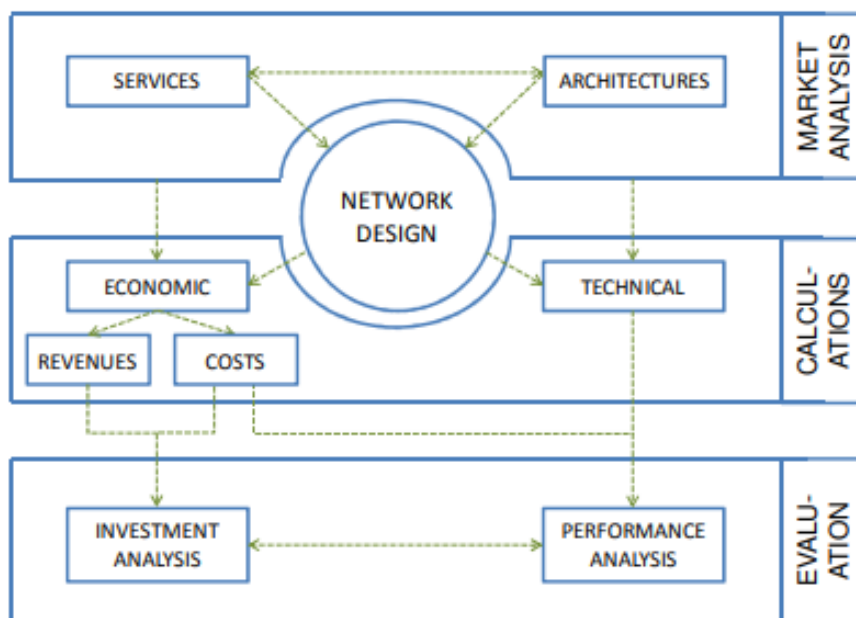 SERVICES
ARCHITECTURES
MARKET
ANALYSIS
NETWORK
DESIGN
ECONOMIC
TECHNICAL
REVENUES
COSTS
CALCUL-
ATIONS
INVESTMENT
ANALYSIS
PERFORMANCE
ANALYSIS
EVALU-
ATION